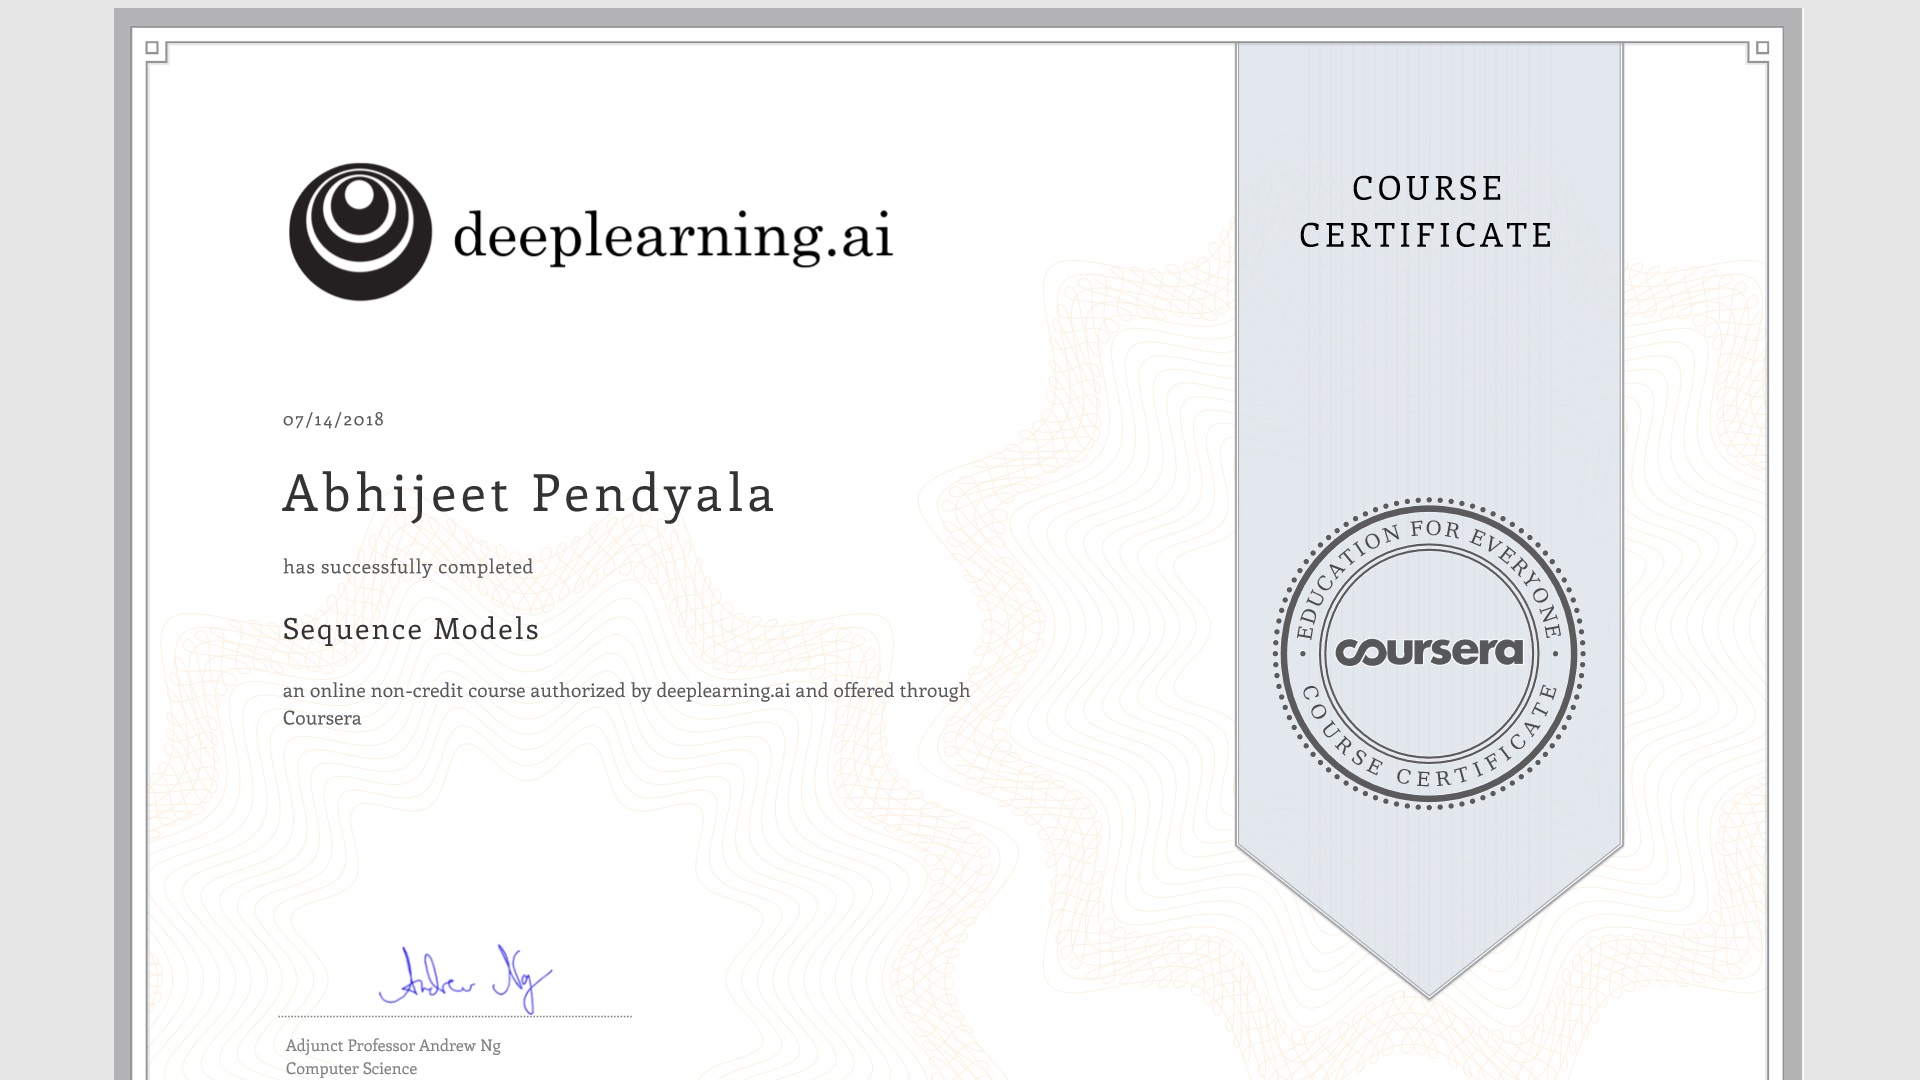 deeplearning.ai
COURSE
CERTIFICATE
07/14/2018
Abhijeet Pendyala
has successfully completed
Sequence Models
an online non-credit course authorized by deeplearning.ai and offered through
Coursera
EDUCATION FOR EVERYONE
coursera
COURSE CERTIFICATE
Andrew Ng
Adjunct Professor Andrew Ng
Computer Science